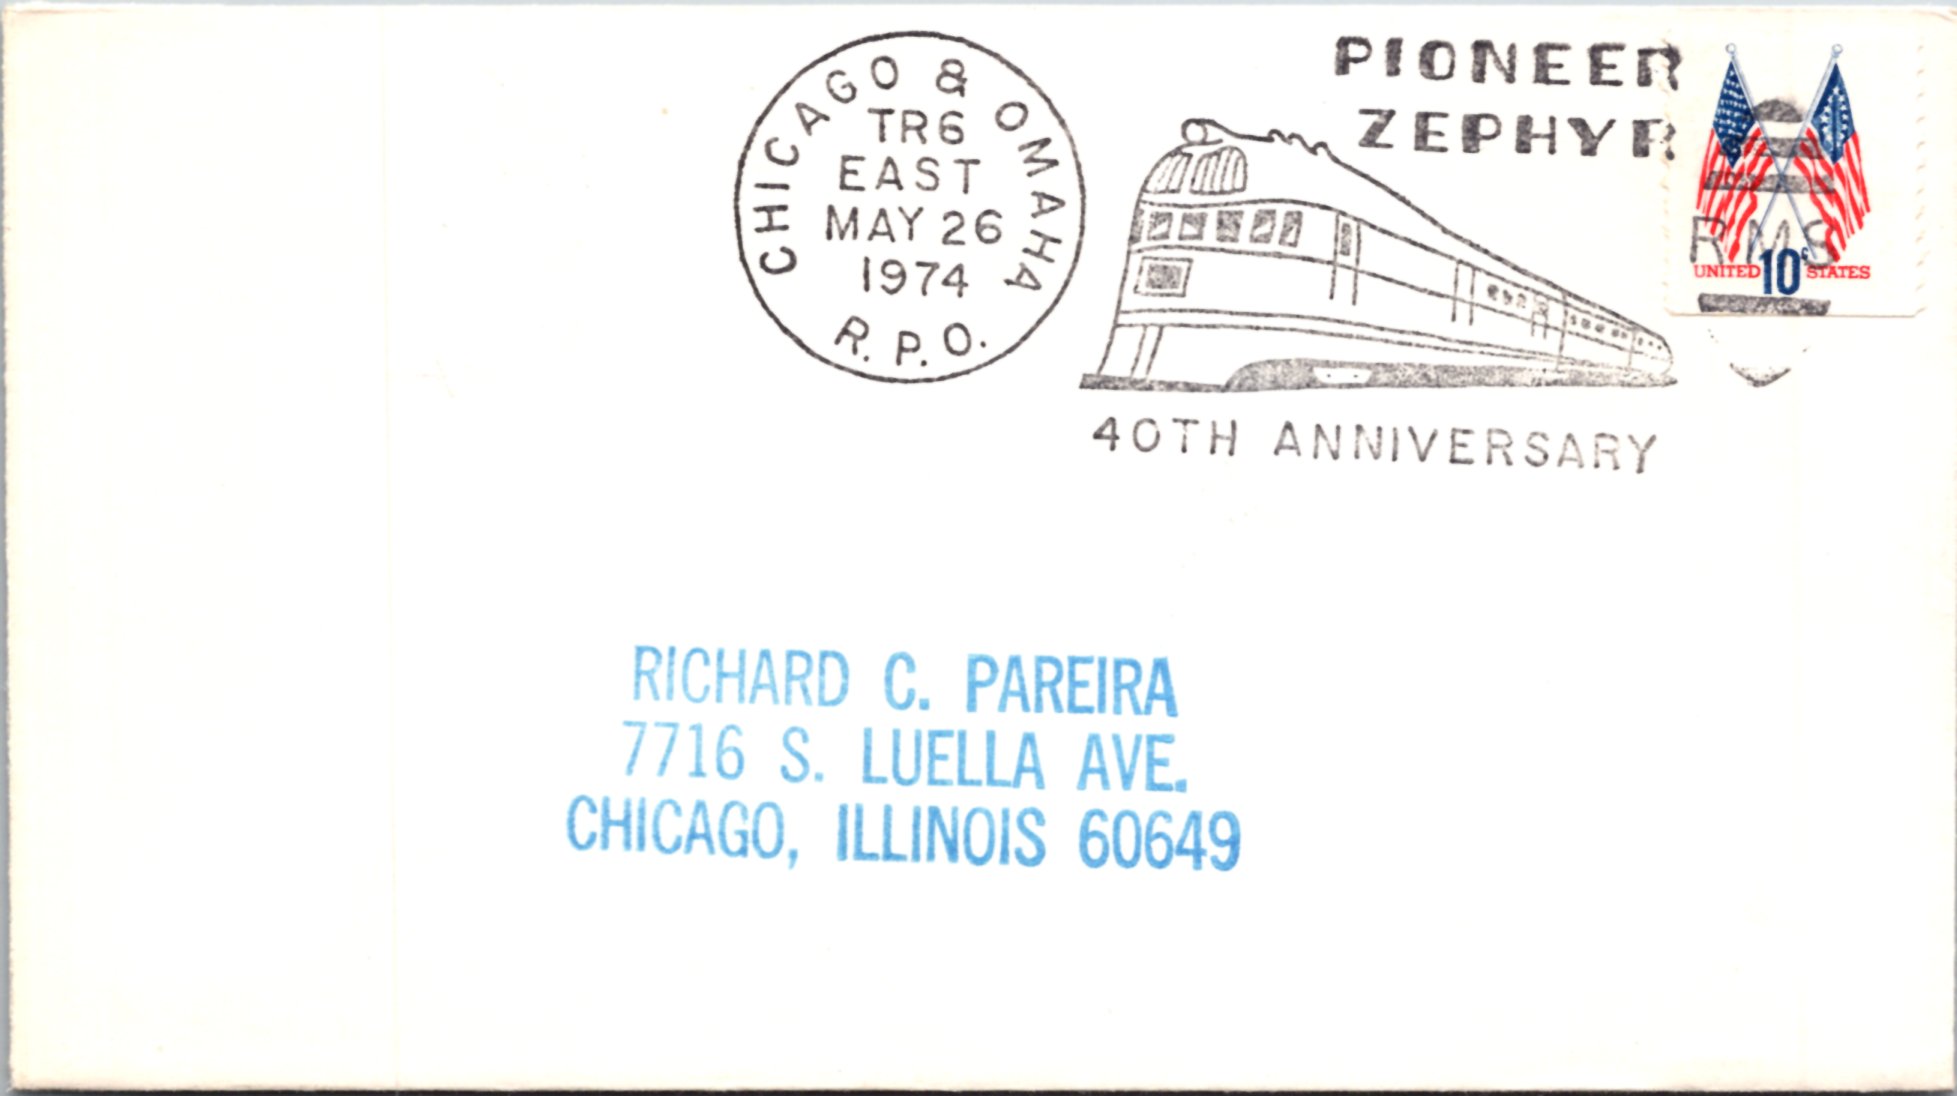 CHICAGO & OMAHA
TR6
EAST
MAY 26
1974
R.P.O.
PIONEER
ZEPHYR
40TH ANNIVERSARY
RMS
UNITED 10c STATES
RICHARD C. PAREIRA
7716 S. LUELLA AVE.
CHICAGO, ILLINOIS 60649